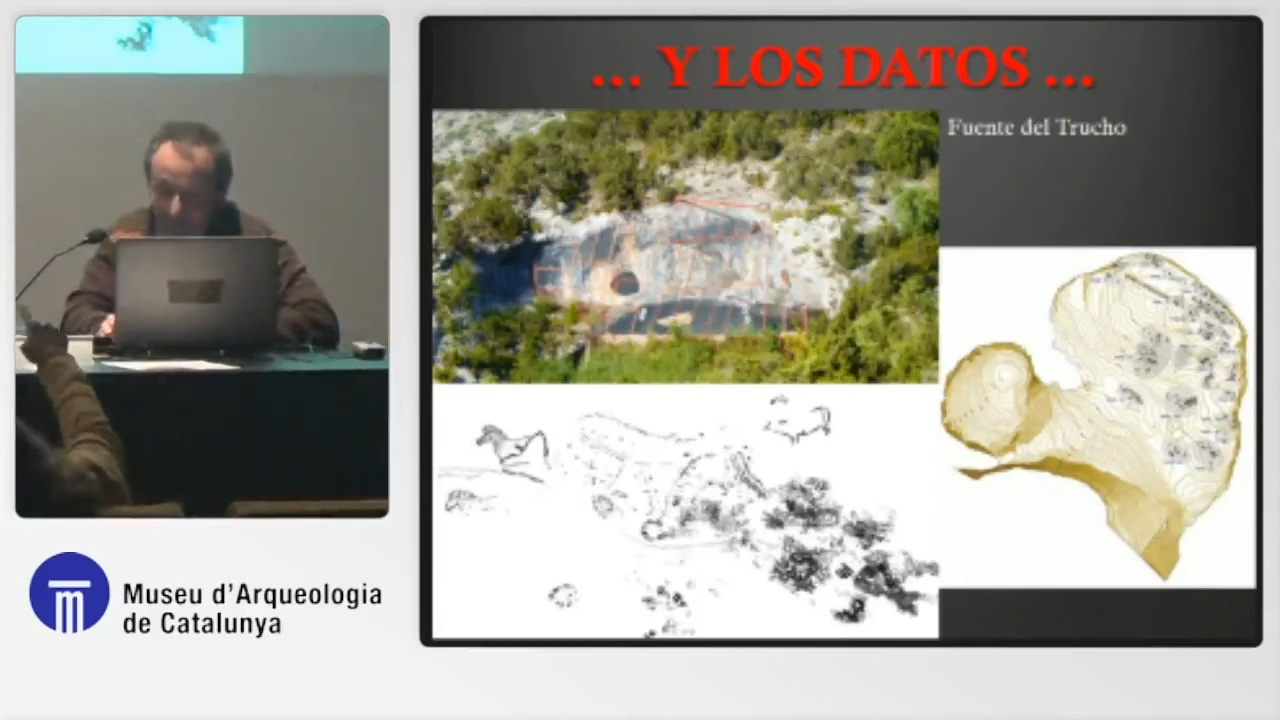 ... Y LOS DATOS ...
Fuente del Trucho
Museu d'Arqueologia
de Catalunya